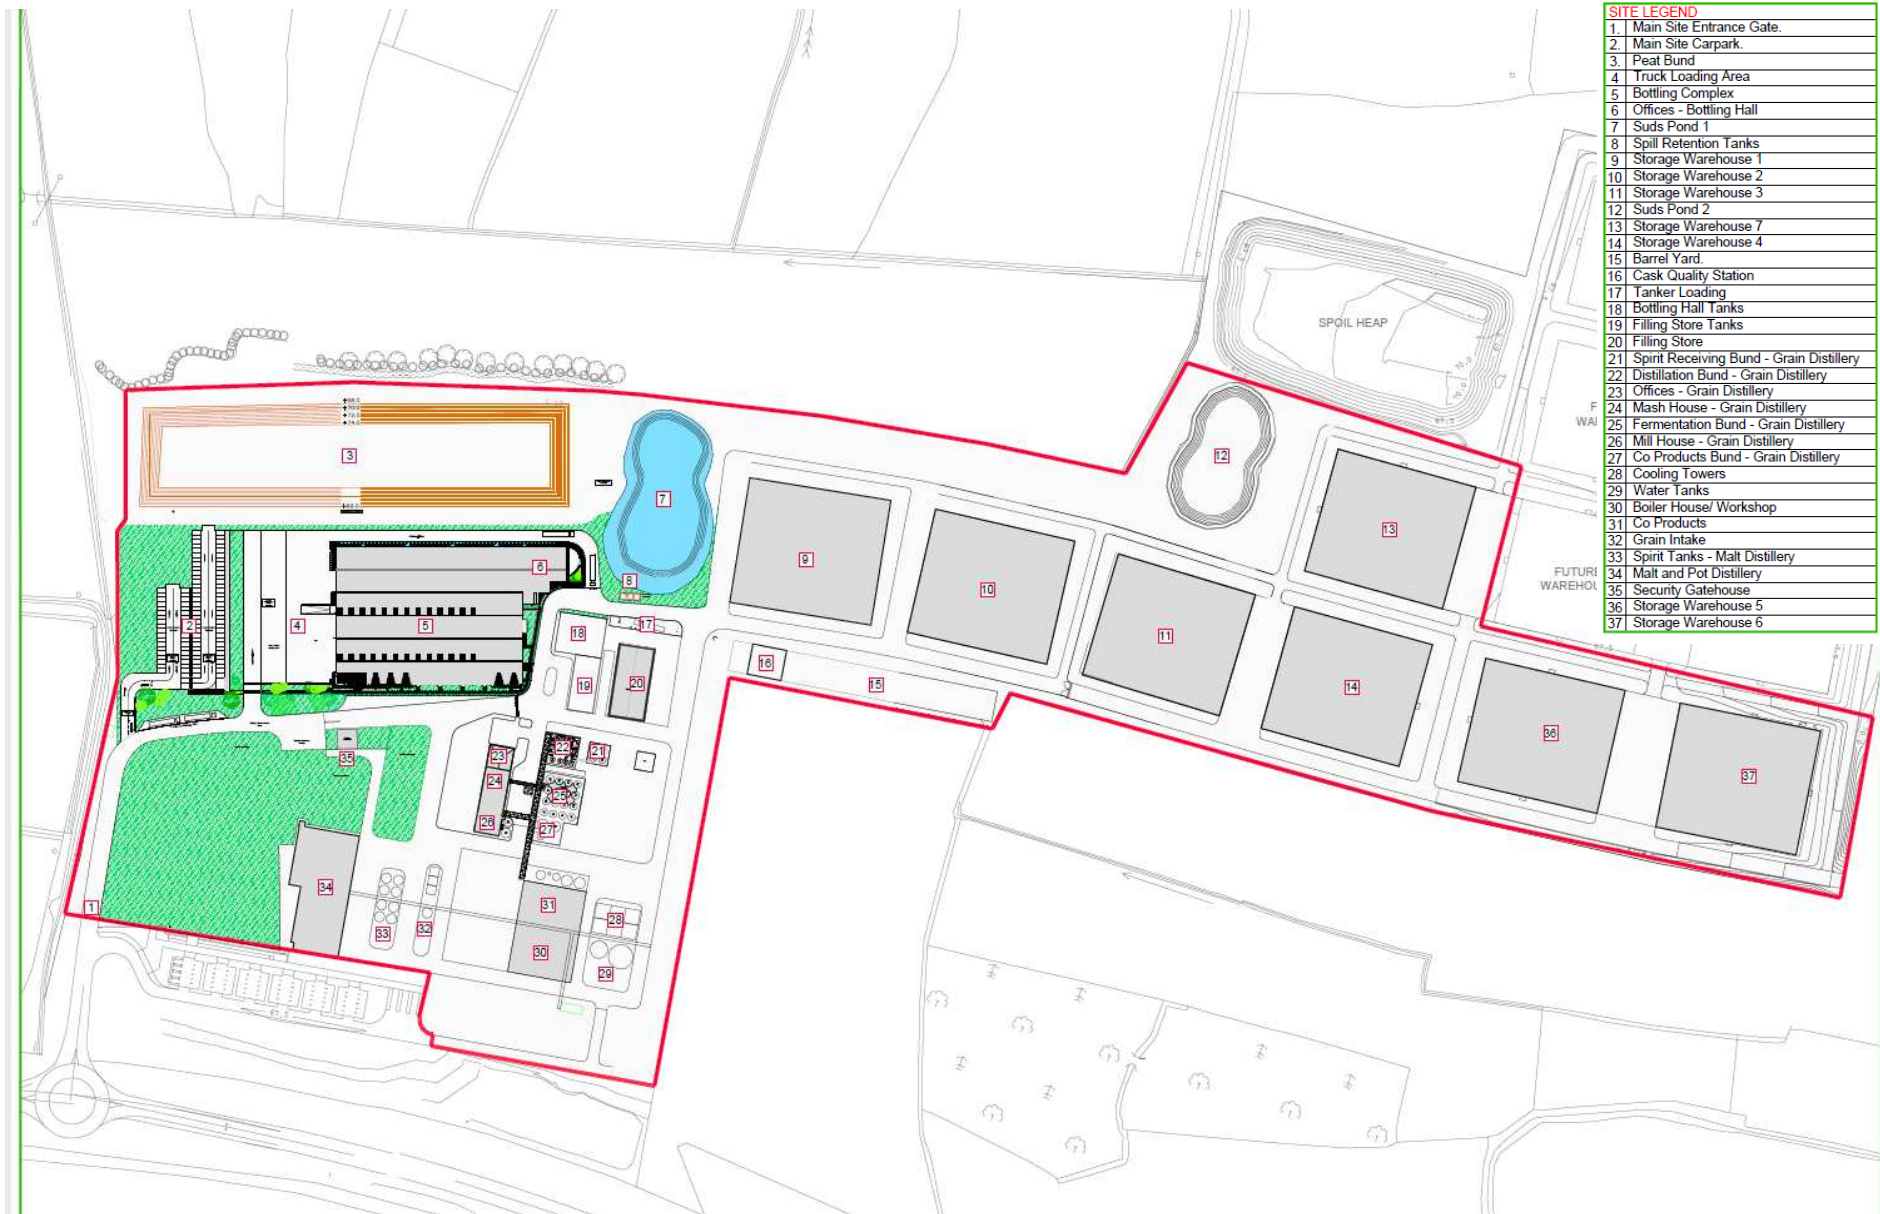 SITE LEGEND
1. Main Site Entrance Gate.
2. Main Site Carpark.
3. Peat Bund
4 Truck Loading Area
5 Bottling Complex
6 Offices - Bottling Hall
7 Suds Pond 1
8 Spill Retention Tanks
9 Storage Warehouse 1
10 Storage Warehouse 2
11 Storage Warehouse 3
12 Suds Pond 2
13 Storage Warehouse 7
14 Storage Warehouse 4
15 Barrel Yard.
16 Cask Quality Station
17 Tanker Loading
18 Bottling Hall Tanks
19 Filling Store Tanks
20 Filling Store
21 Spirit Receiving Bund - Grain Distillery
22 Distillation Bund - Grain Distillery
23 Offices - Grain Distillery
24 Mash House - Grain Distillery
25 Fermentation Bund - Grain Distillery
26 Mill House - Grain Distillery
27 Co Products Bund - Grain Distillery
28 Cooling Towers
29 Water Tanks
30 Boiler House/ Workshop
31 Co Products
32 Grain Intake
33 Spirit Tanks - Malt Distillery
34 Malt and Pot Distillery
35 Security Gatehouse
36 Storage Warehouse 5
37 Storage Warehouse 6
SPOIL HEAP
F
WA
FUTURE
WAREHOU
3
12
7
13
9
6
8
10
2
4
5
18
17
11
16
19
20
15
14
36
35
23
22
21
24
25
37
26
27
34
31
28
33
32
30
29
1
67.5